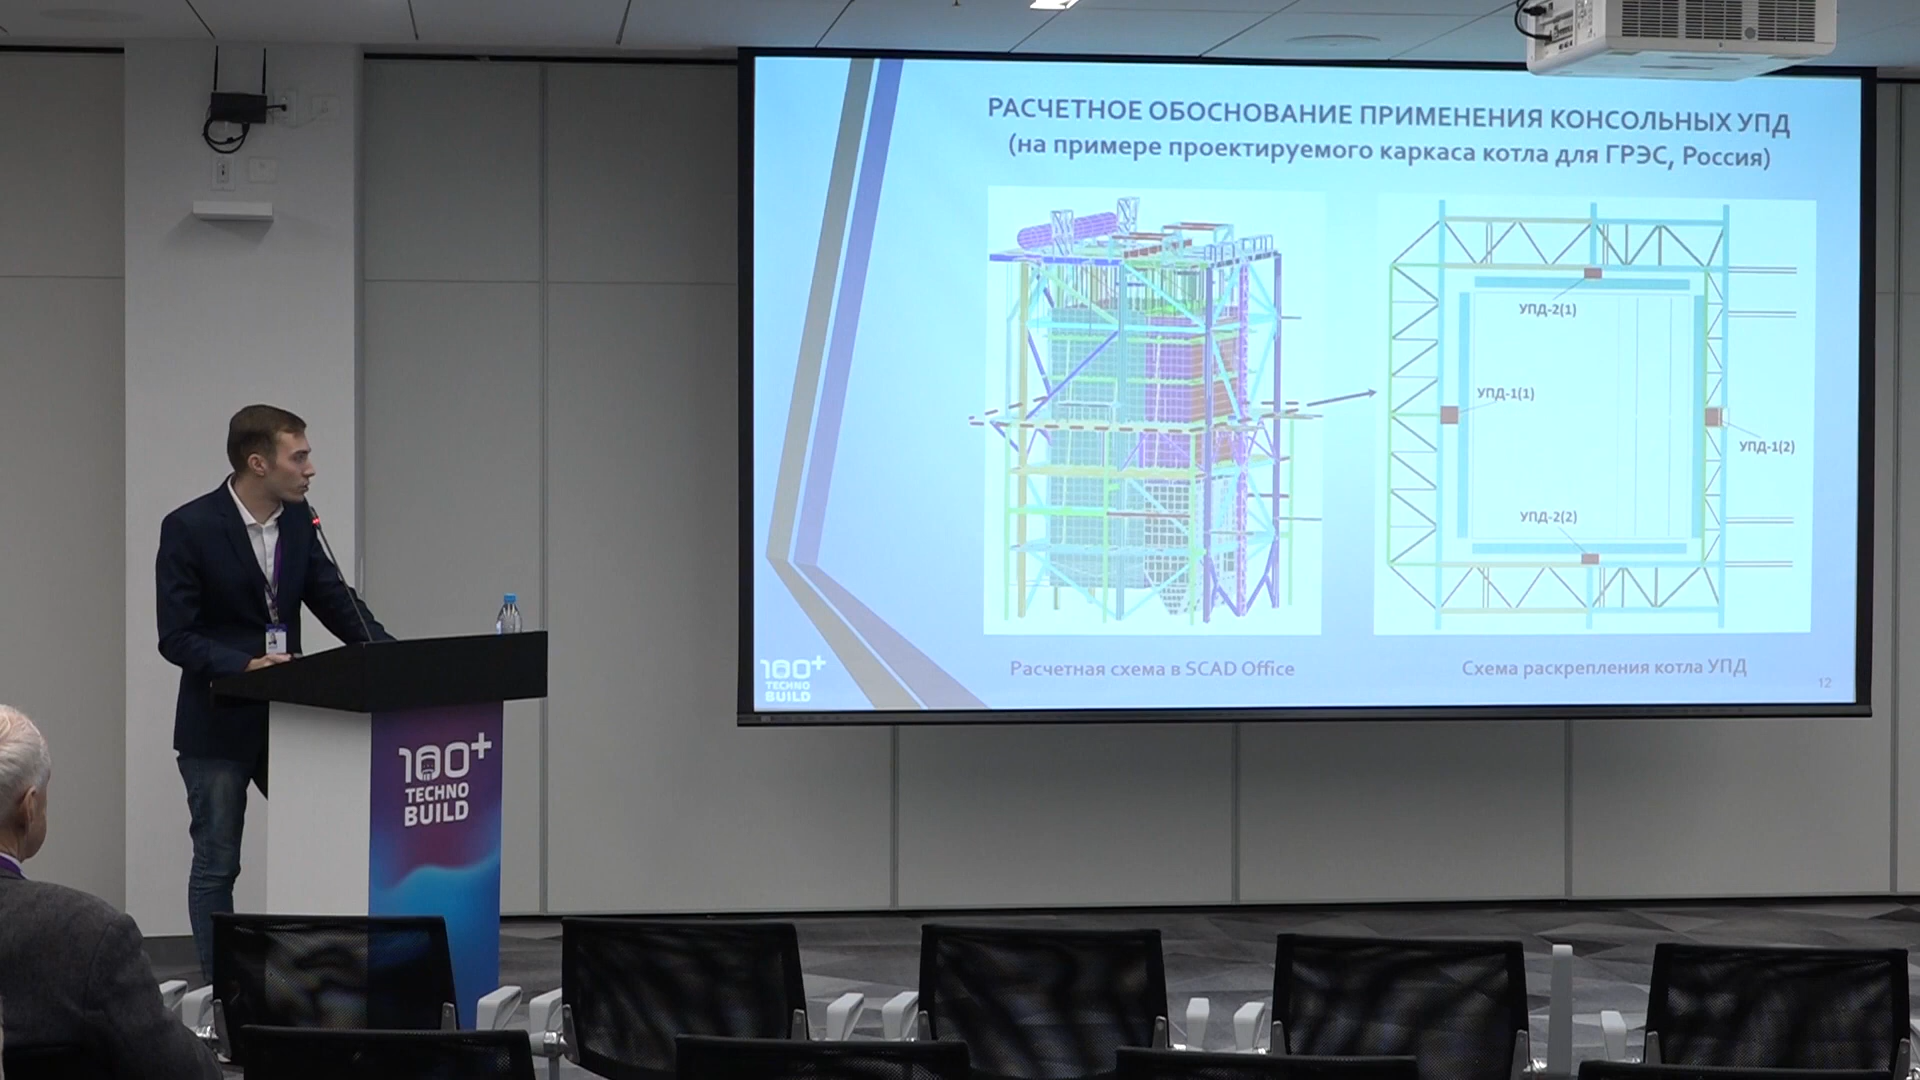 РАСЧЕТНОЕ ОБОСНОВАНИЕ ПРИМЕНЕНИЯ КОНСОЛЬНЫХ УПД
(на примере проектируемого каркаса котла для ГРЭС, Россия)
УПД-2(1)
УПД-1(1)
УПД-1(2)
УПД-2(2)
Расчетная схема в SCAD Office
Схема раскрепления котла УПД
12
100+
TECHNO
BUILD
100+
TECHNO
BUILD